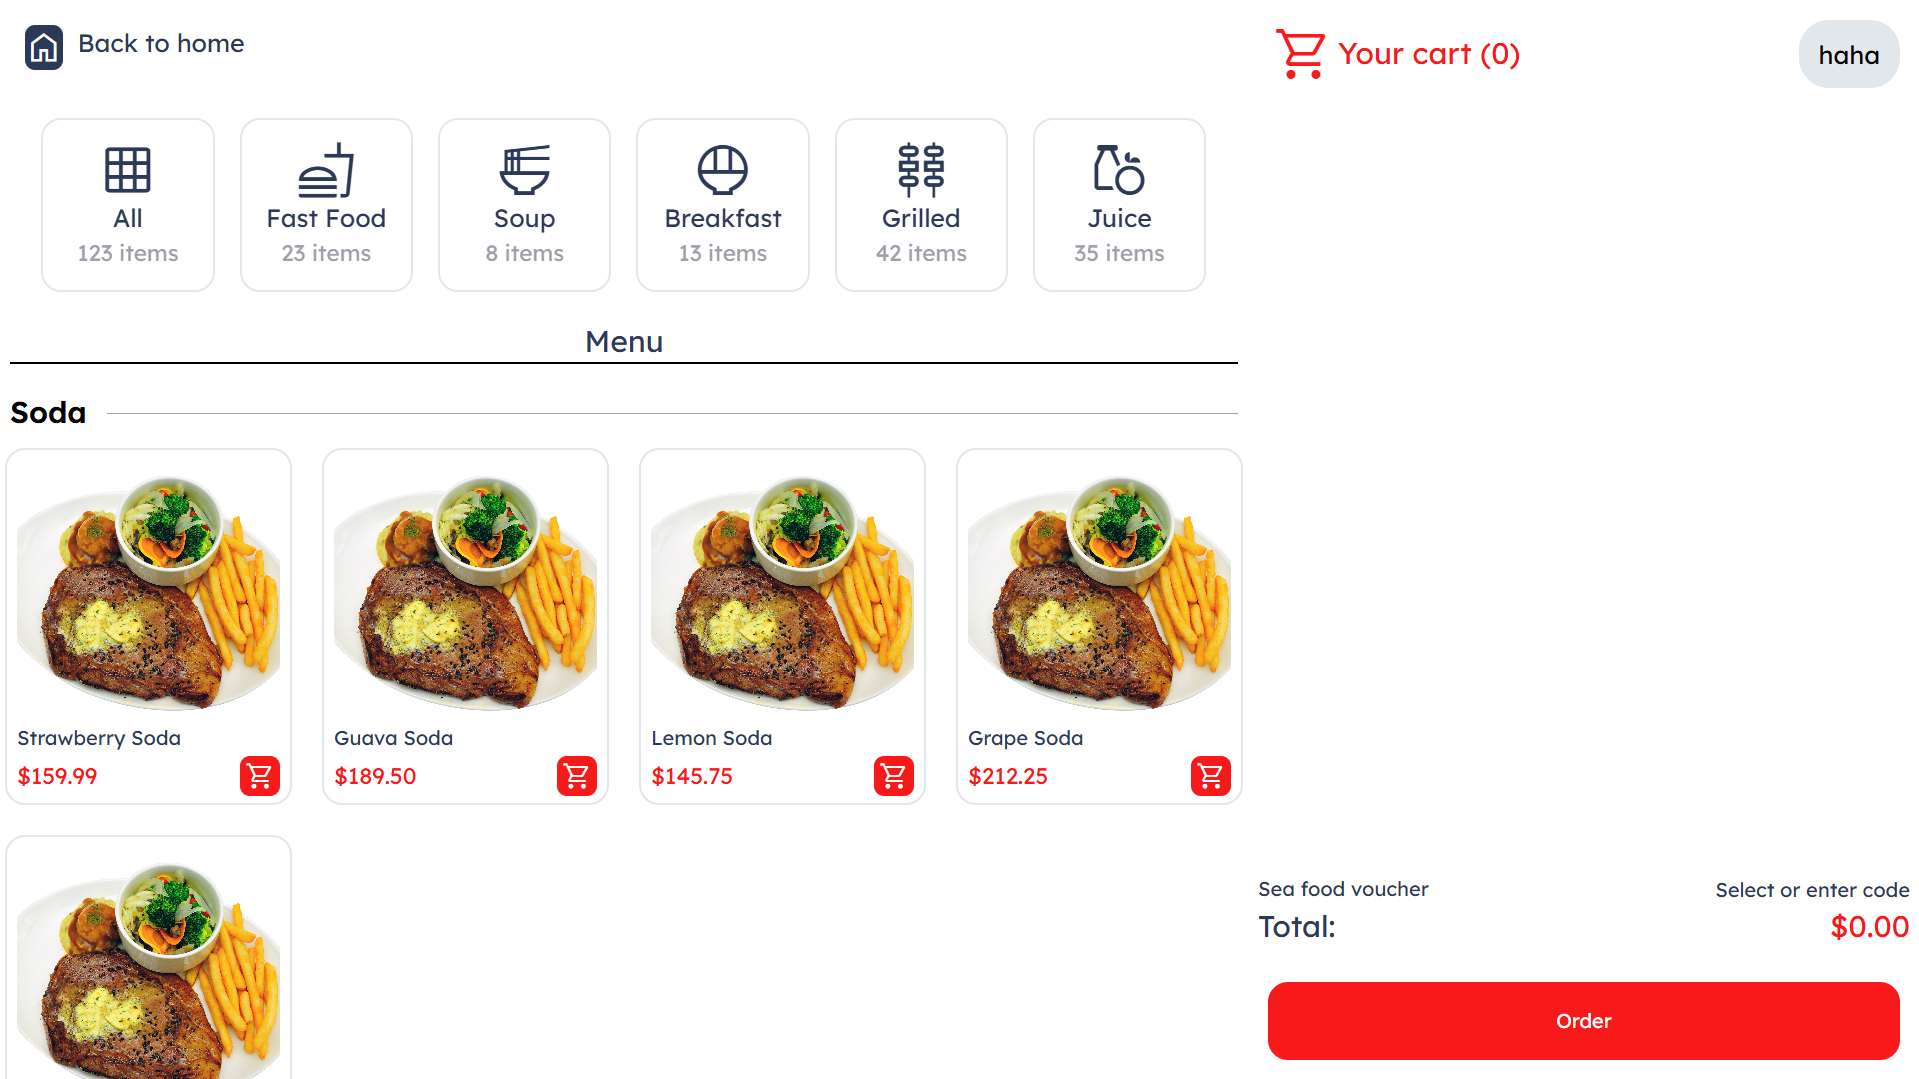 Back to home
Your cart (0)
haha
All
123 items
Fast Food
23 items
Soup
8 items
Breakfast
13 items
Grilled
42 items
Juice
35 items
Menu
Soda
Strawberry Soda
$159.99
Guava Soda
$189.50
Lemon Soda
$145.75
Grape Soda
$212.25
Sea food voucher
Select or enter code
Total:
$0.00
Order